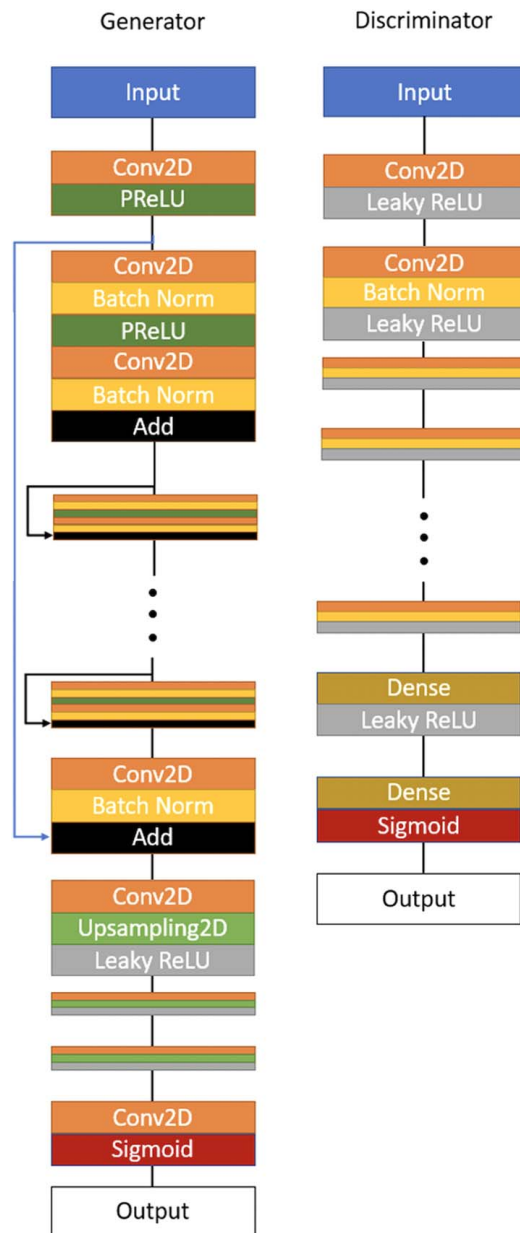 Generator
Input
Conv2D
PReLU
Conv2D
Batch Norm
PReLU
Conv2D
Batch Norm
Add
Conv2D
Batch Norm
Add
Conv2D
Upsampling2D
Leaky ReLU
Conv2D
Sigmoid
Output
Discriminator
Input
Conv2D
Leaky ReLU
Conv2D
Batch Norm
Leaky ReLU
Dense
Leaky ReLU
Dense
Sigmoid
Output